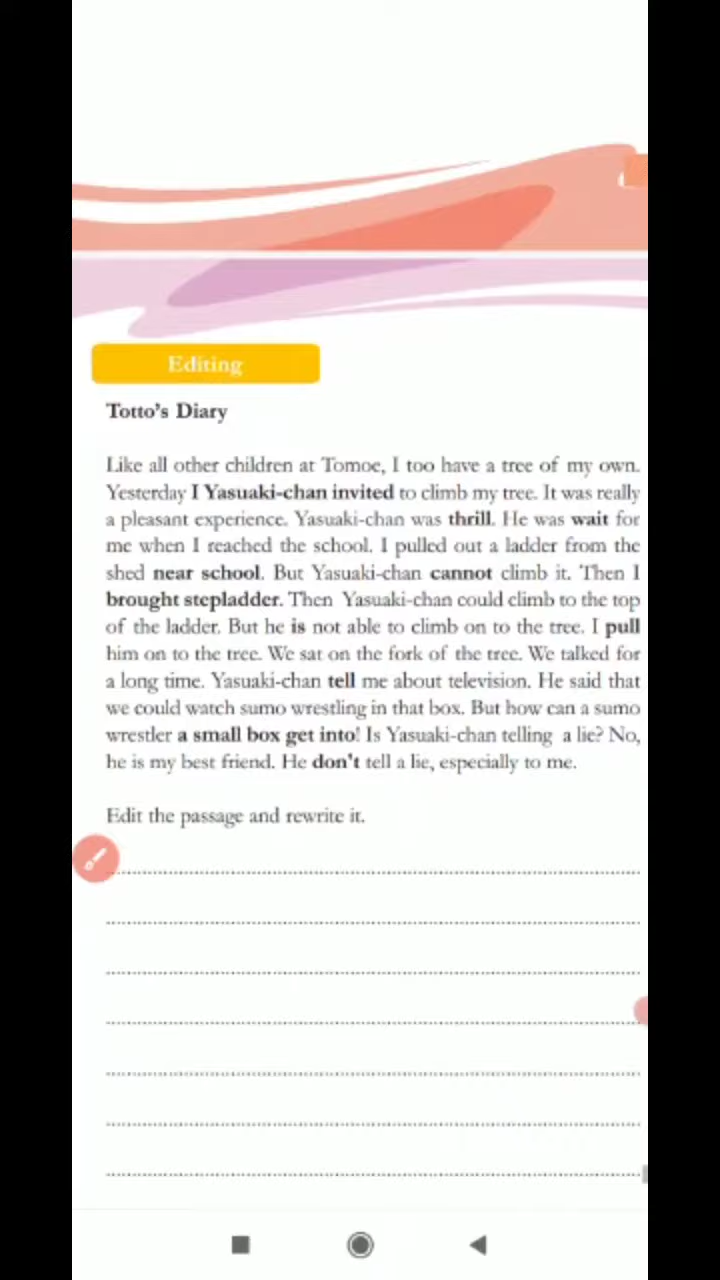 Editing
Totto's Diary
Like all other children at Tomoe, I too have a tree of my own.
Yesterday I Yasuaki-chan invited to climb my tree. It was really
a pleasant experience. Yasuaki-chan was thrill. He was wait for
me when I reached the school. I pulled out a ladder from the
shed near school. But Yasuaki-chan cannot climb it. Then I
brought stepladder. Then Yasuaki-chan could climb to the top
of the ladder. But he is not able to climb on to the tree. I pull
him on to the tree. We sat on the fork of the tree. We talked for
a long time. Yasuaki-chan tell me about television. He said that
we could watch sumo wrestling in that box. But how can a sumo
wrestler a small box get into! Is Yasuaki-chan telling a lie? No,
he is my best friend. He don't tell a lie, especially to me.
Edit the passage and rewrite it.